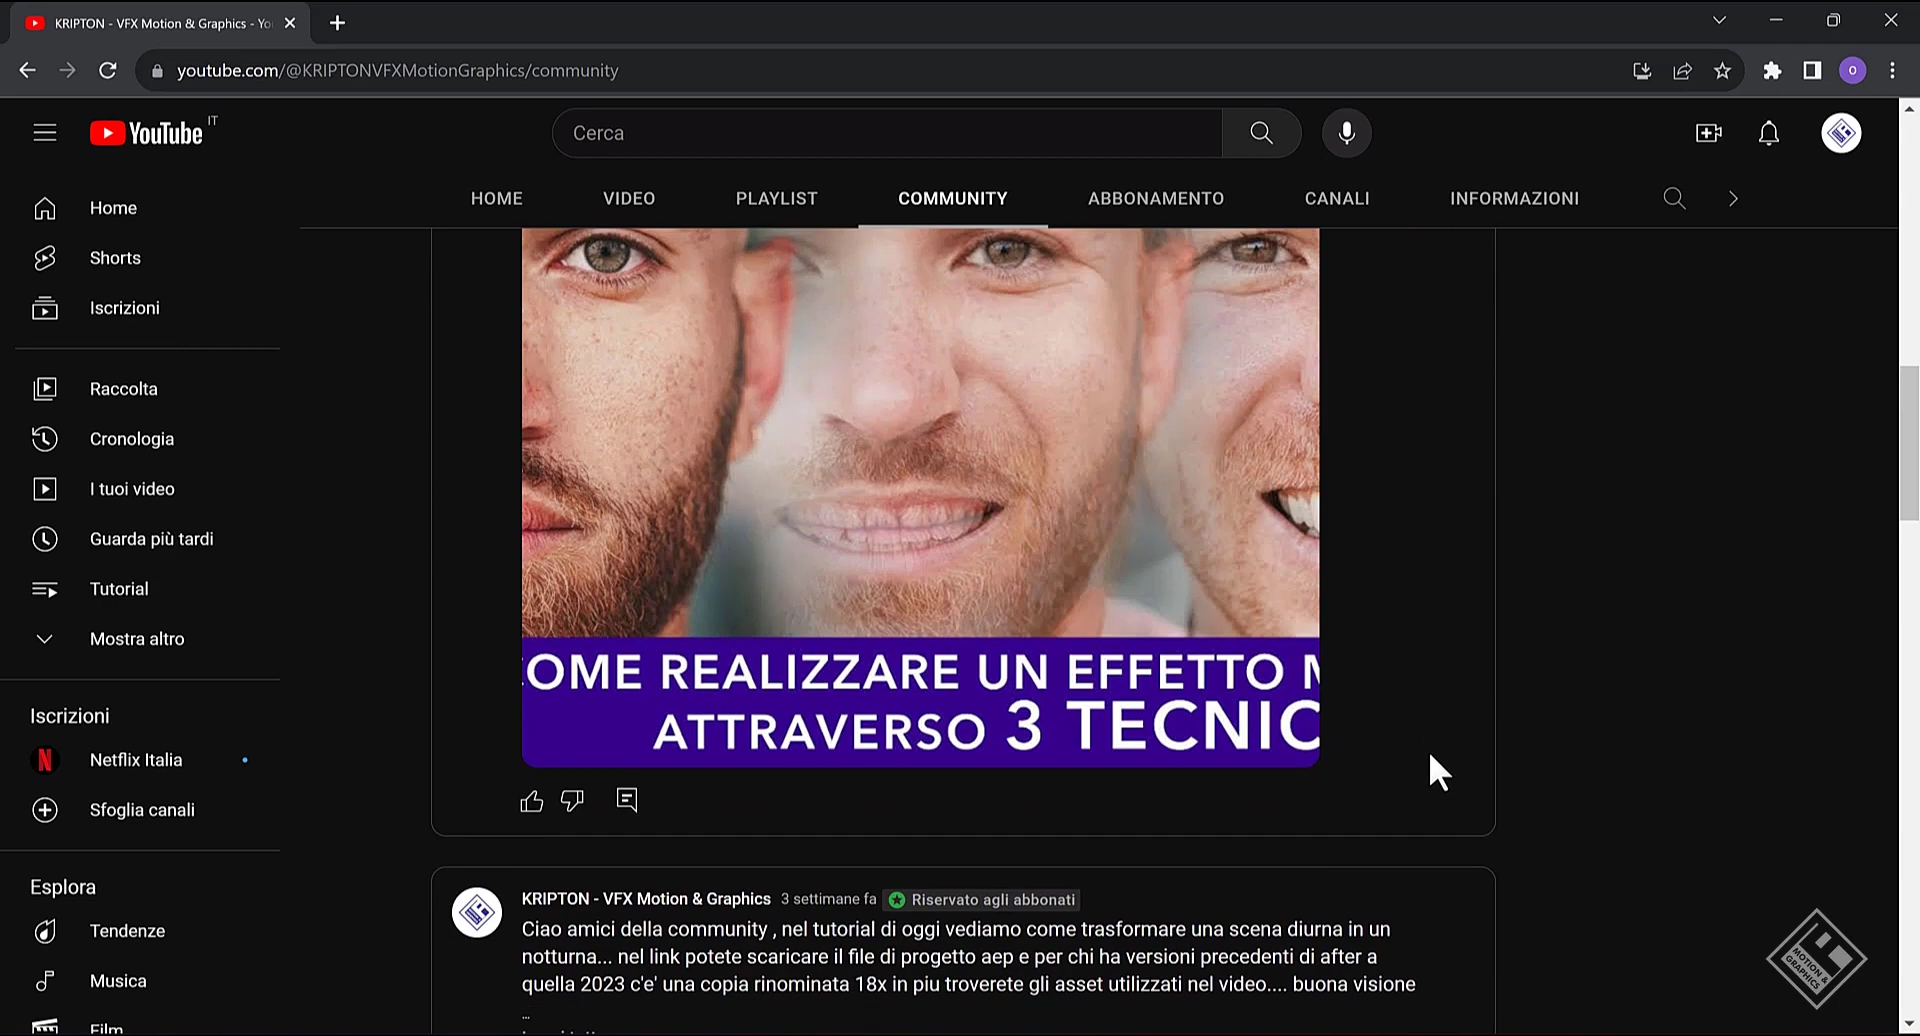 KRIPTON - VFX Motion & Graphics - Yo
youtube.com/@KRIPTONVFXMotionGraphics/community
O
YouTube IT
Cerca
HOME VIDEO PLAYLIST COMMUNITY ABBONAMENTO CANALI INFORMAZIONI
Home
Shorts
Iscrizioni
Raccolta
Cronologia
I tuoi video
Guarda più tardi
Tutorial
Mostra altro
Iscrizioni
Netflix Italia
Sfoglia canali
Esplora
Tendenze
Musica
Film
OME REALIZZARE UN EFFETTO M
ATTRAVERSO 3 TECNIC
KRIPTON - VFX Motion & Graphics 3 settimane fa Riservato agli abbonati
Ciao amici della community , nel tutorial di oggi vediamo come trasformare una scena diurna in un
notturna... nel link potete scaricare il file di progetto aep e per chi ha versioni precedenti di after a
quella 2023 c'e' una copia rinominata 18x in piu troverete gli asset utilizzati nel video.... buona visione
...
MOTION &
GRAPHICS